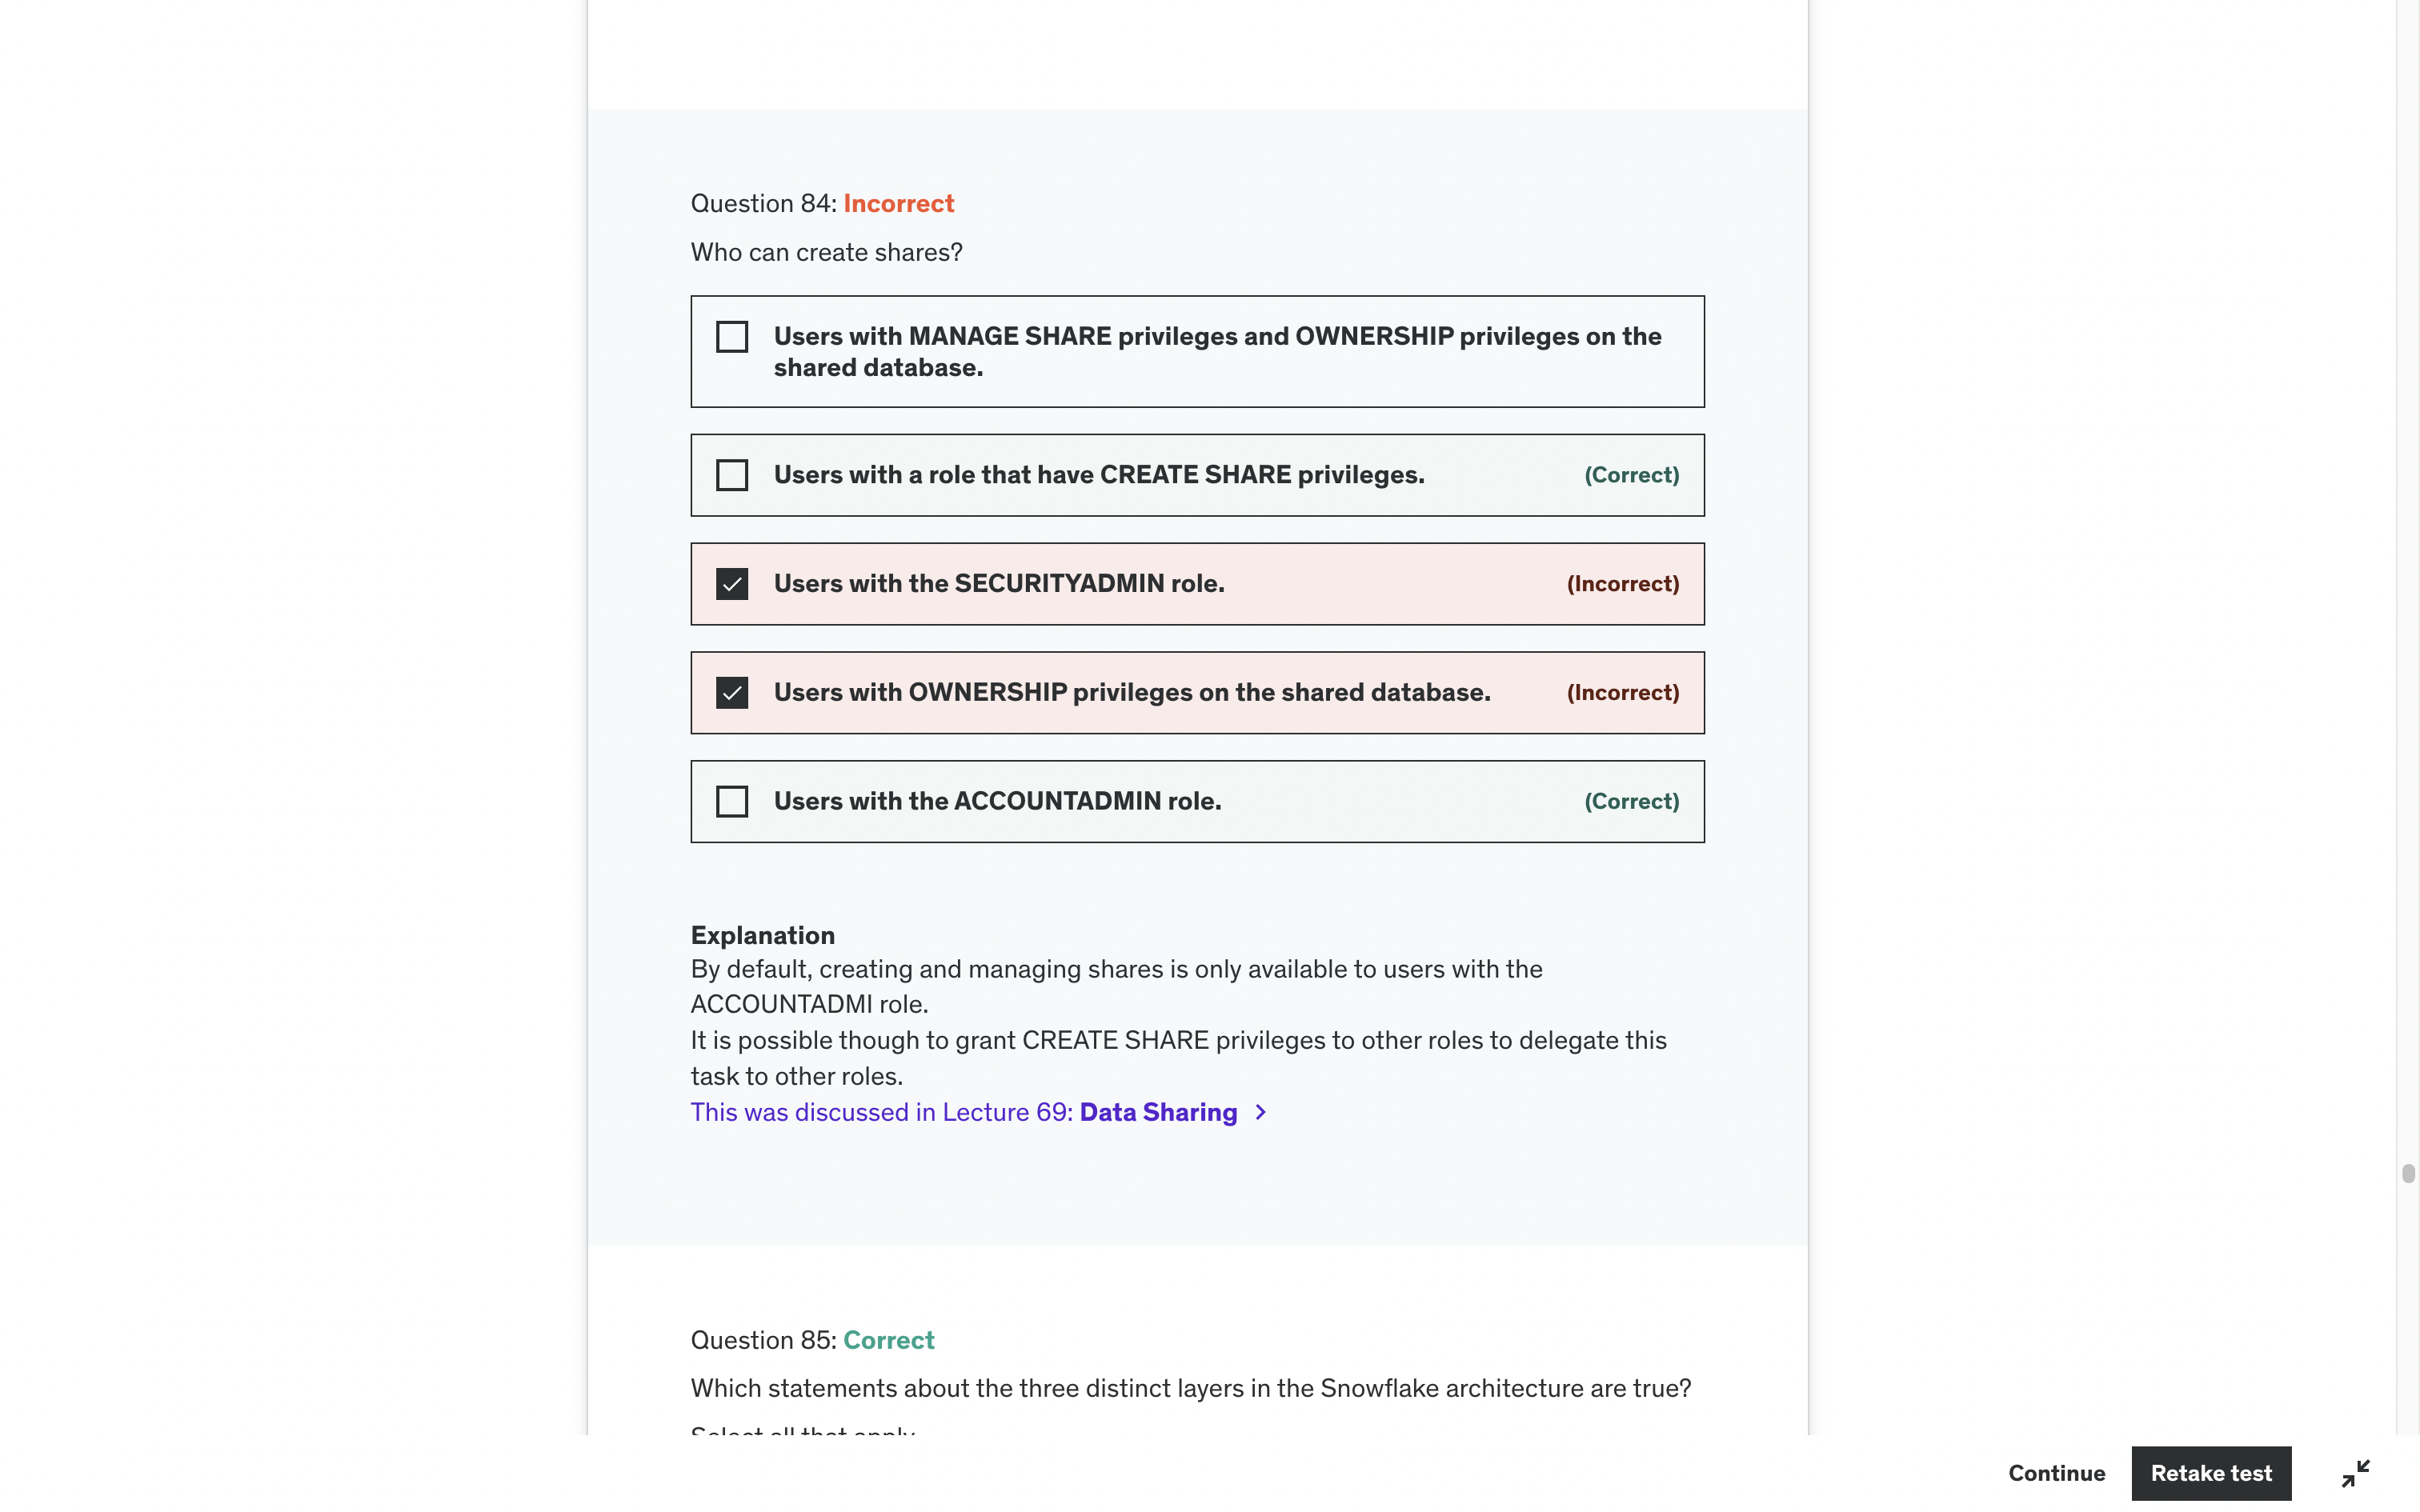 Question 84: Incorrect
Who can create shares?
Users with MANAGE SHARE privileges and OWNERSHIP privileges on the
shared database.
Users with a role that have CREATE SHARE privileges.
(Correct)
Users with the SECURITYADMIN role.
(Incorrect)
Users with OWNERSHIP privileges on the shared database.
(Incorrect)
Users with the ACCOUNTADMIN role.
(Correct)
Explanation
By default, creating and managing shares is only available to users with the
ACCOUNTADMI role.
It is possible though to grant CREATE SHARE privileges to other roles to delegate this
task to other roles.
This was discussed in Lecture 69: Data Sharing
Question 85: Correct
Which statements about the three distinct layers in the Snowflake architecture are true?
Select all that apply
Continue
Retake test